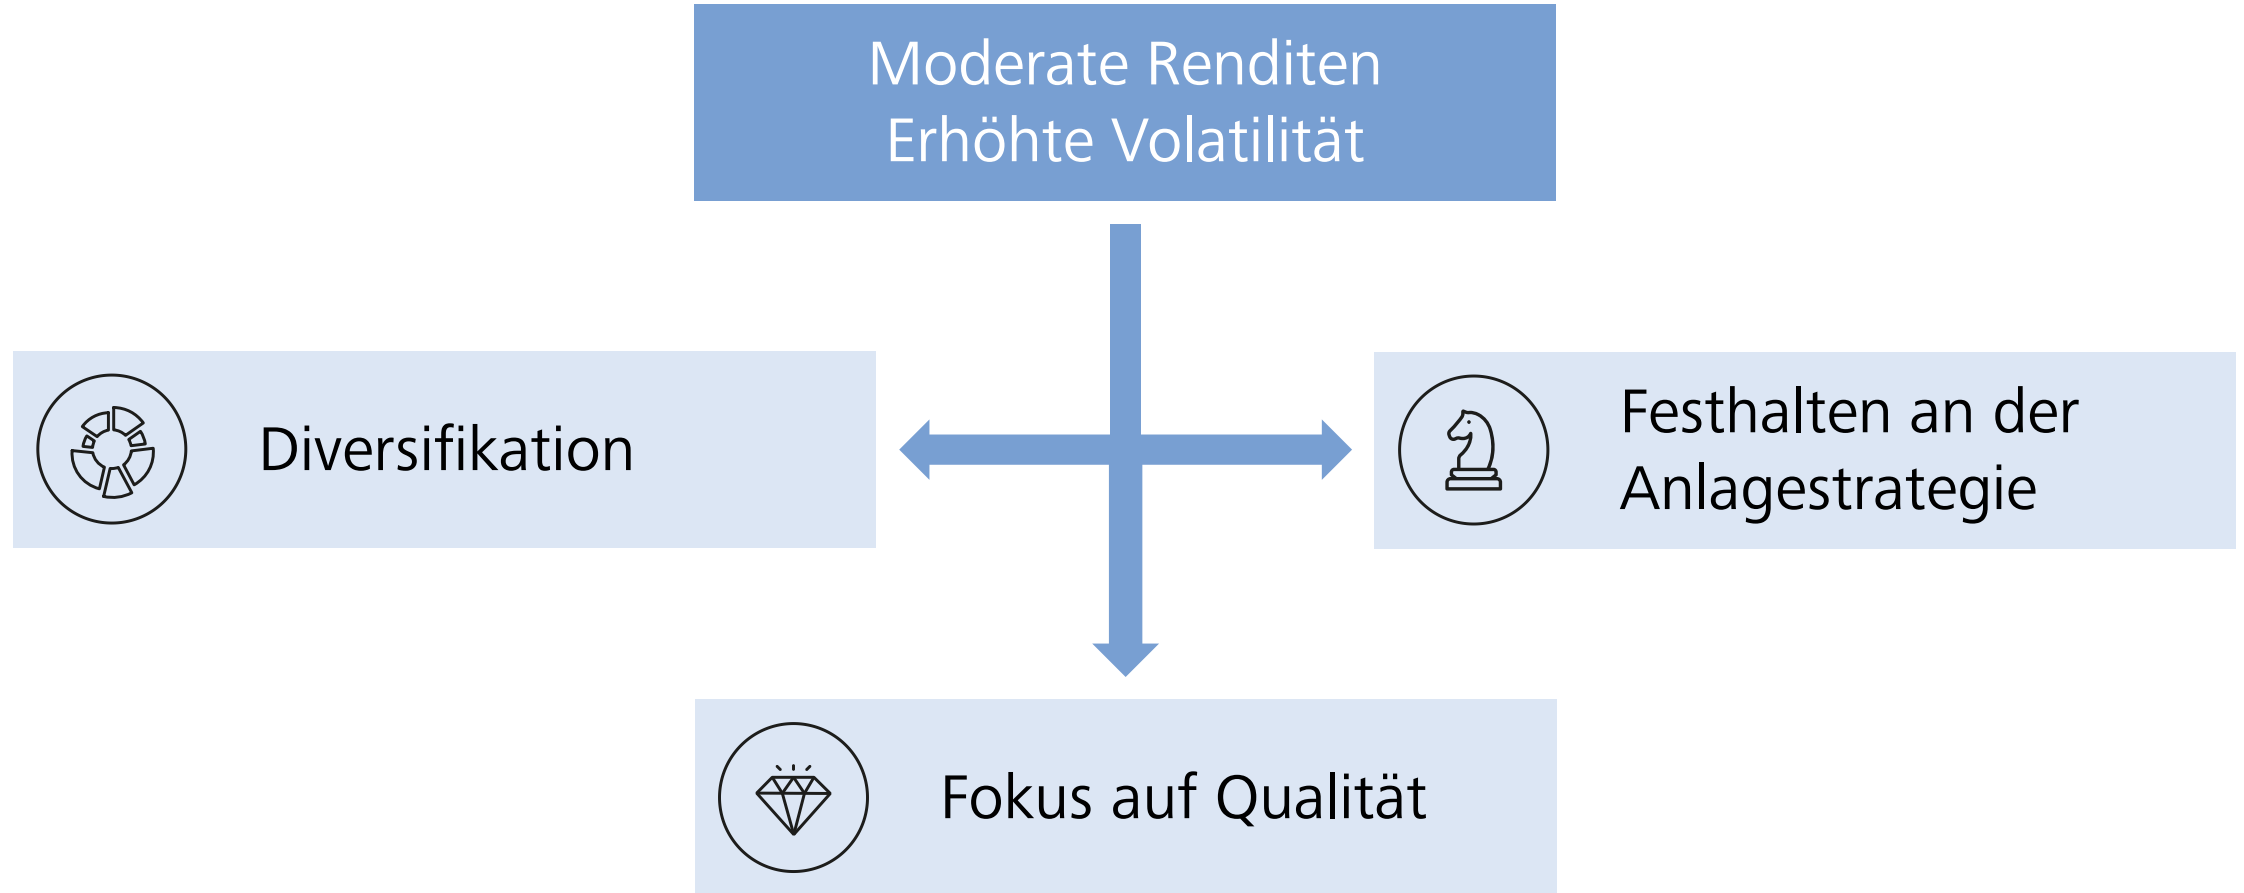 Moderate Renditen
Erhöhte Volatilität
Diversifikation
Festhalten an der
Anlagestrategie
Fokus auf Qualität